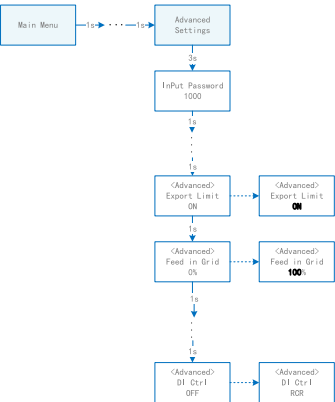 Main Menu
1s
1s
Advanced
Settings
3s
InPut Password
1000
1s
1s
<Advanced>
Export Limit
ON
<Advanced>
Export Limit
ON
1s
<Advanced>
Feed in Grid
0%
<Advanced>
Feed in Grid
100%
1s
1s
<Advanced>
DI Ctrl
OFF
<Advanced>
DI Ctrl
RCR